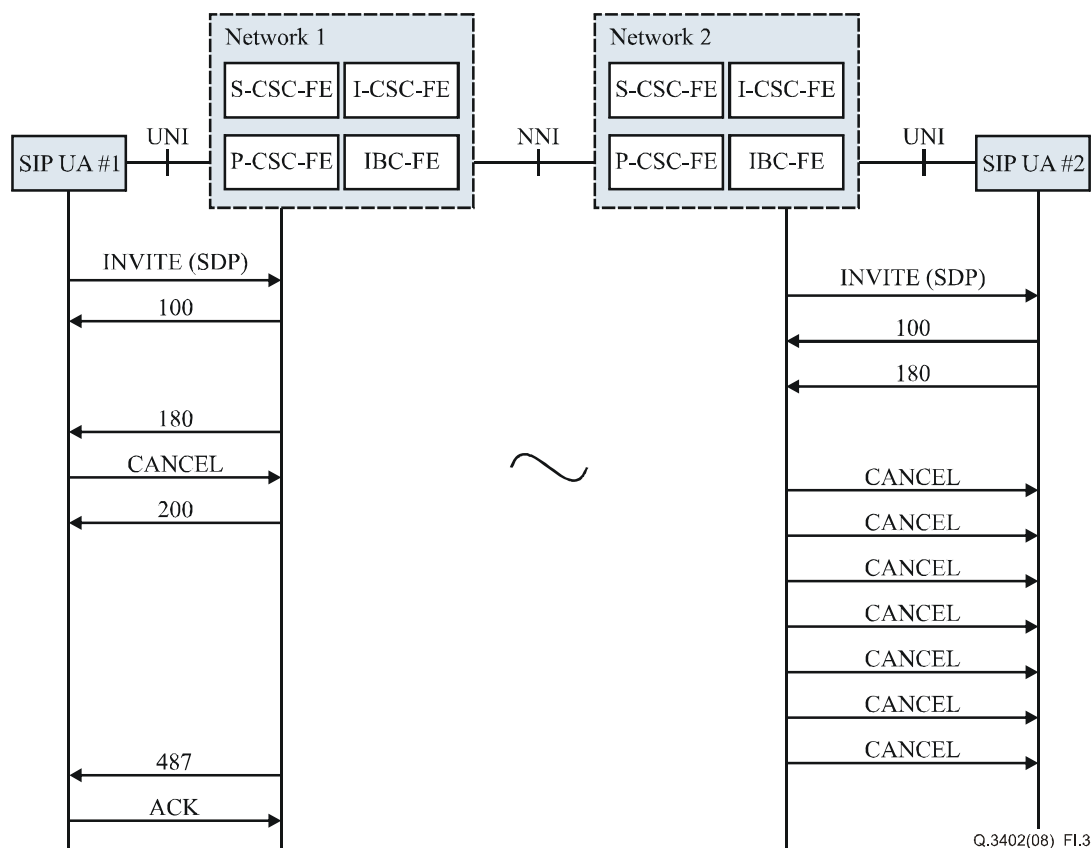 Network 1
Network 2
S-CSC-FE
I-CSC-FE
S-CSC-FE
I-CSC-FE
SIP UA #1
UNI
P-CSC-FE
IBC-FE
NNI
P-CSC-FE
IBC-FE
UNI
SIP UA #2
INVITE (SDP)
INVITE (SDP)
100
100
180
180
CANCEL
CANCEL
200
CANCEL
CANCEL
CANCEL
CANCEL
CANCEL
487
CANCEL
ACK
Q.3402(08)_FI.3